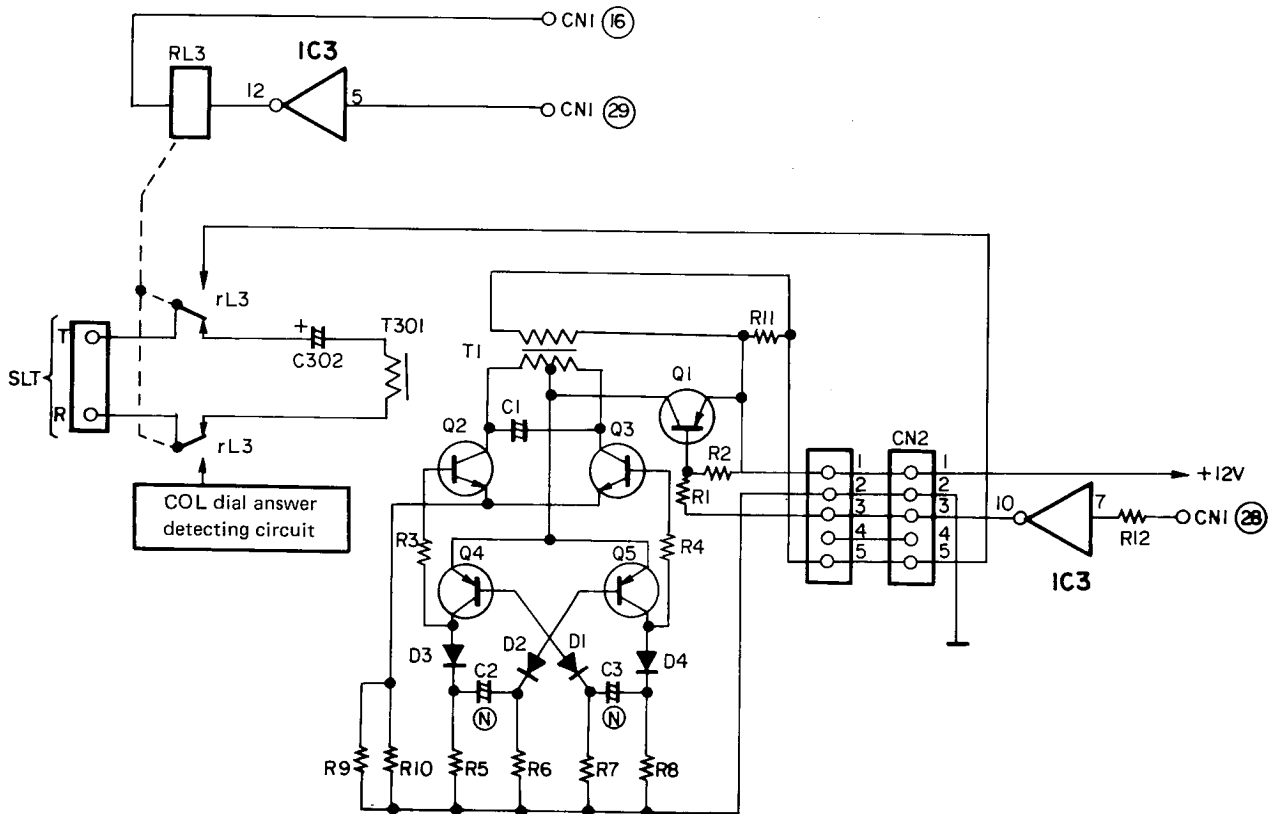 CN1 (16)
RL3
IC3
12
5
CN1 (29)
rL3
T
+
C302
T301
SLT
R
rL3
COL dial answer
detecting circuit
R11
T1
Q1
C1
Q2
Q3
R2
R1
CN2
1 1
2 2
3 3
4 4
5 5
+12V
10
7
R12
CN1 (28)
IC3
R3
Q4
Q5
R4
D3
D2
D1
D4
C2
C3
N
N
R9
R10
R5
R6
R7
R8